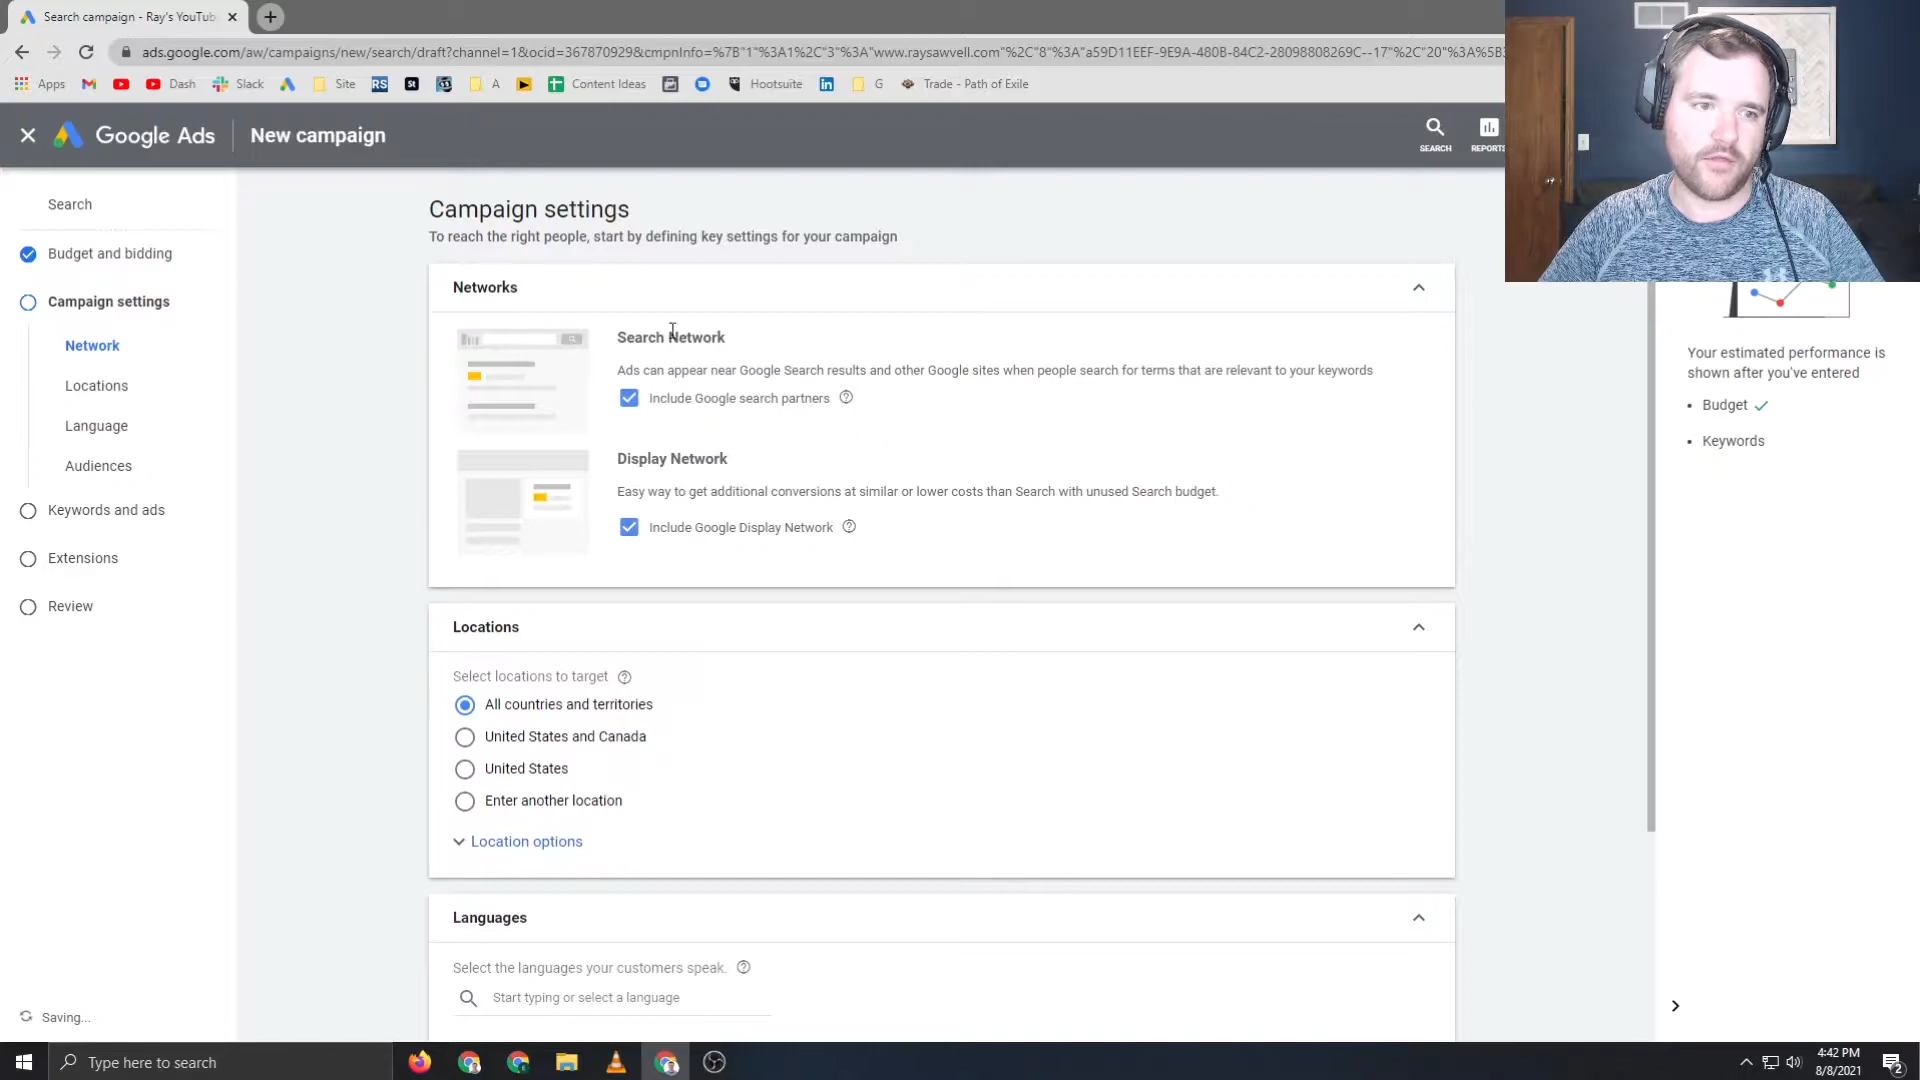 Search campaign - Ray's YouTub
ads.google.com/aw/campaigns/new/search/draft?channel=1&ocid=367870929&cmpnInfo=%7B"1"%3A1%2C"3"%3A"www.raysawvell.com"%2C"8"%3A"a59D11EEF-9E9A-480B-84C2-28098808269C--17"%2C"20"%3A%5B3
Apps
Dash
Slack
Site
RS
St
A
Content Ideas
Hootsuite
in
G
Trade - Path of Exile
Google Ads
New campaign
SEARCH
REPORTS
Search
Budget and bidding
Campaign settings
Network
Locations
Language
Audiences
Keywords and ads
Extensions
Review
Saving...
Campaign settings
To reach the right people, start by defining key settings for your campaign
Networks
Search Network
Ads can appear near Google Search results and other Google sites when people search for terms that are relevant to your keywords
Include Google search partners
Display Network
Easy way to get additional conversions at similar or lower costs than Search with unused Search budget.
Include Google Display Network
Locations
Select locations to target
All countries and territories
United States and Canada
United States
Enter another location
Location options
Languages
Select the languages your customers speak.
Start typing or select a language
Your estimated performance is
shown after you've entered
• Budget
• Keywords
Type here to search
4:42 PM
8/8/2021
2